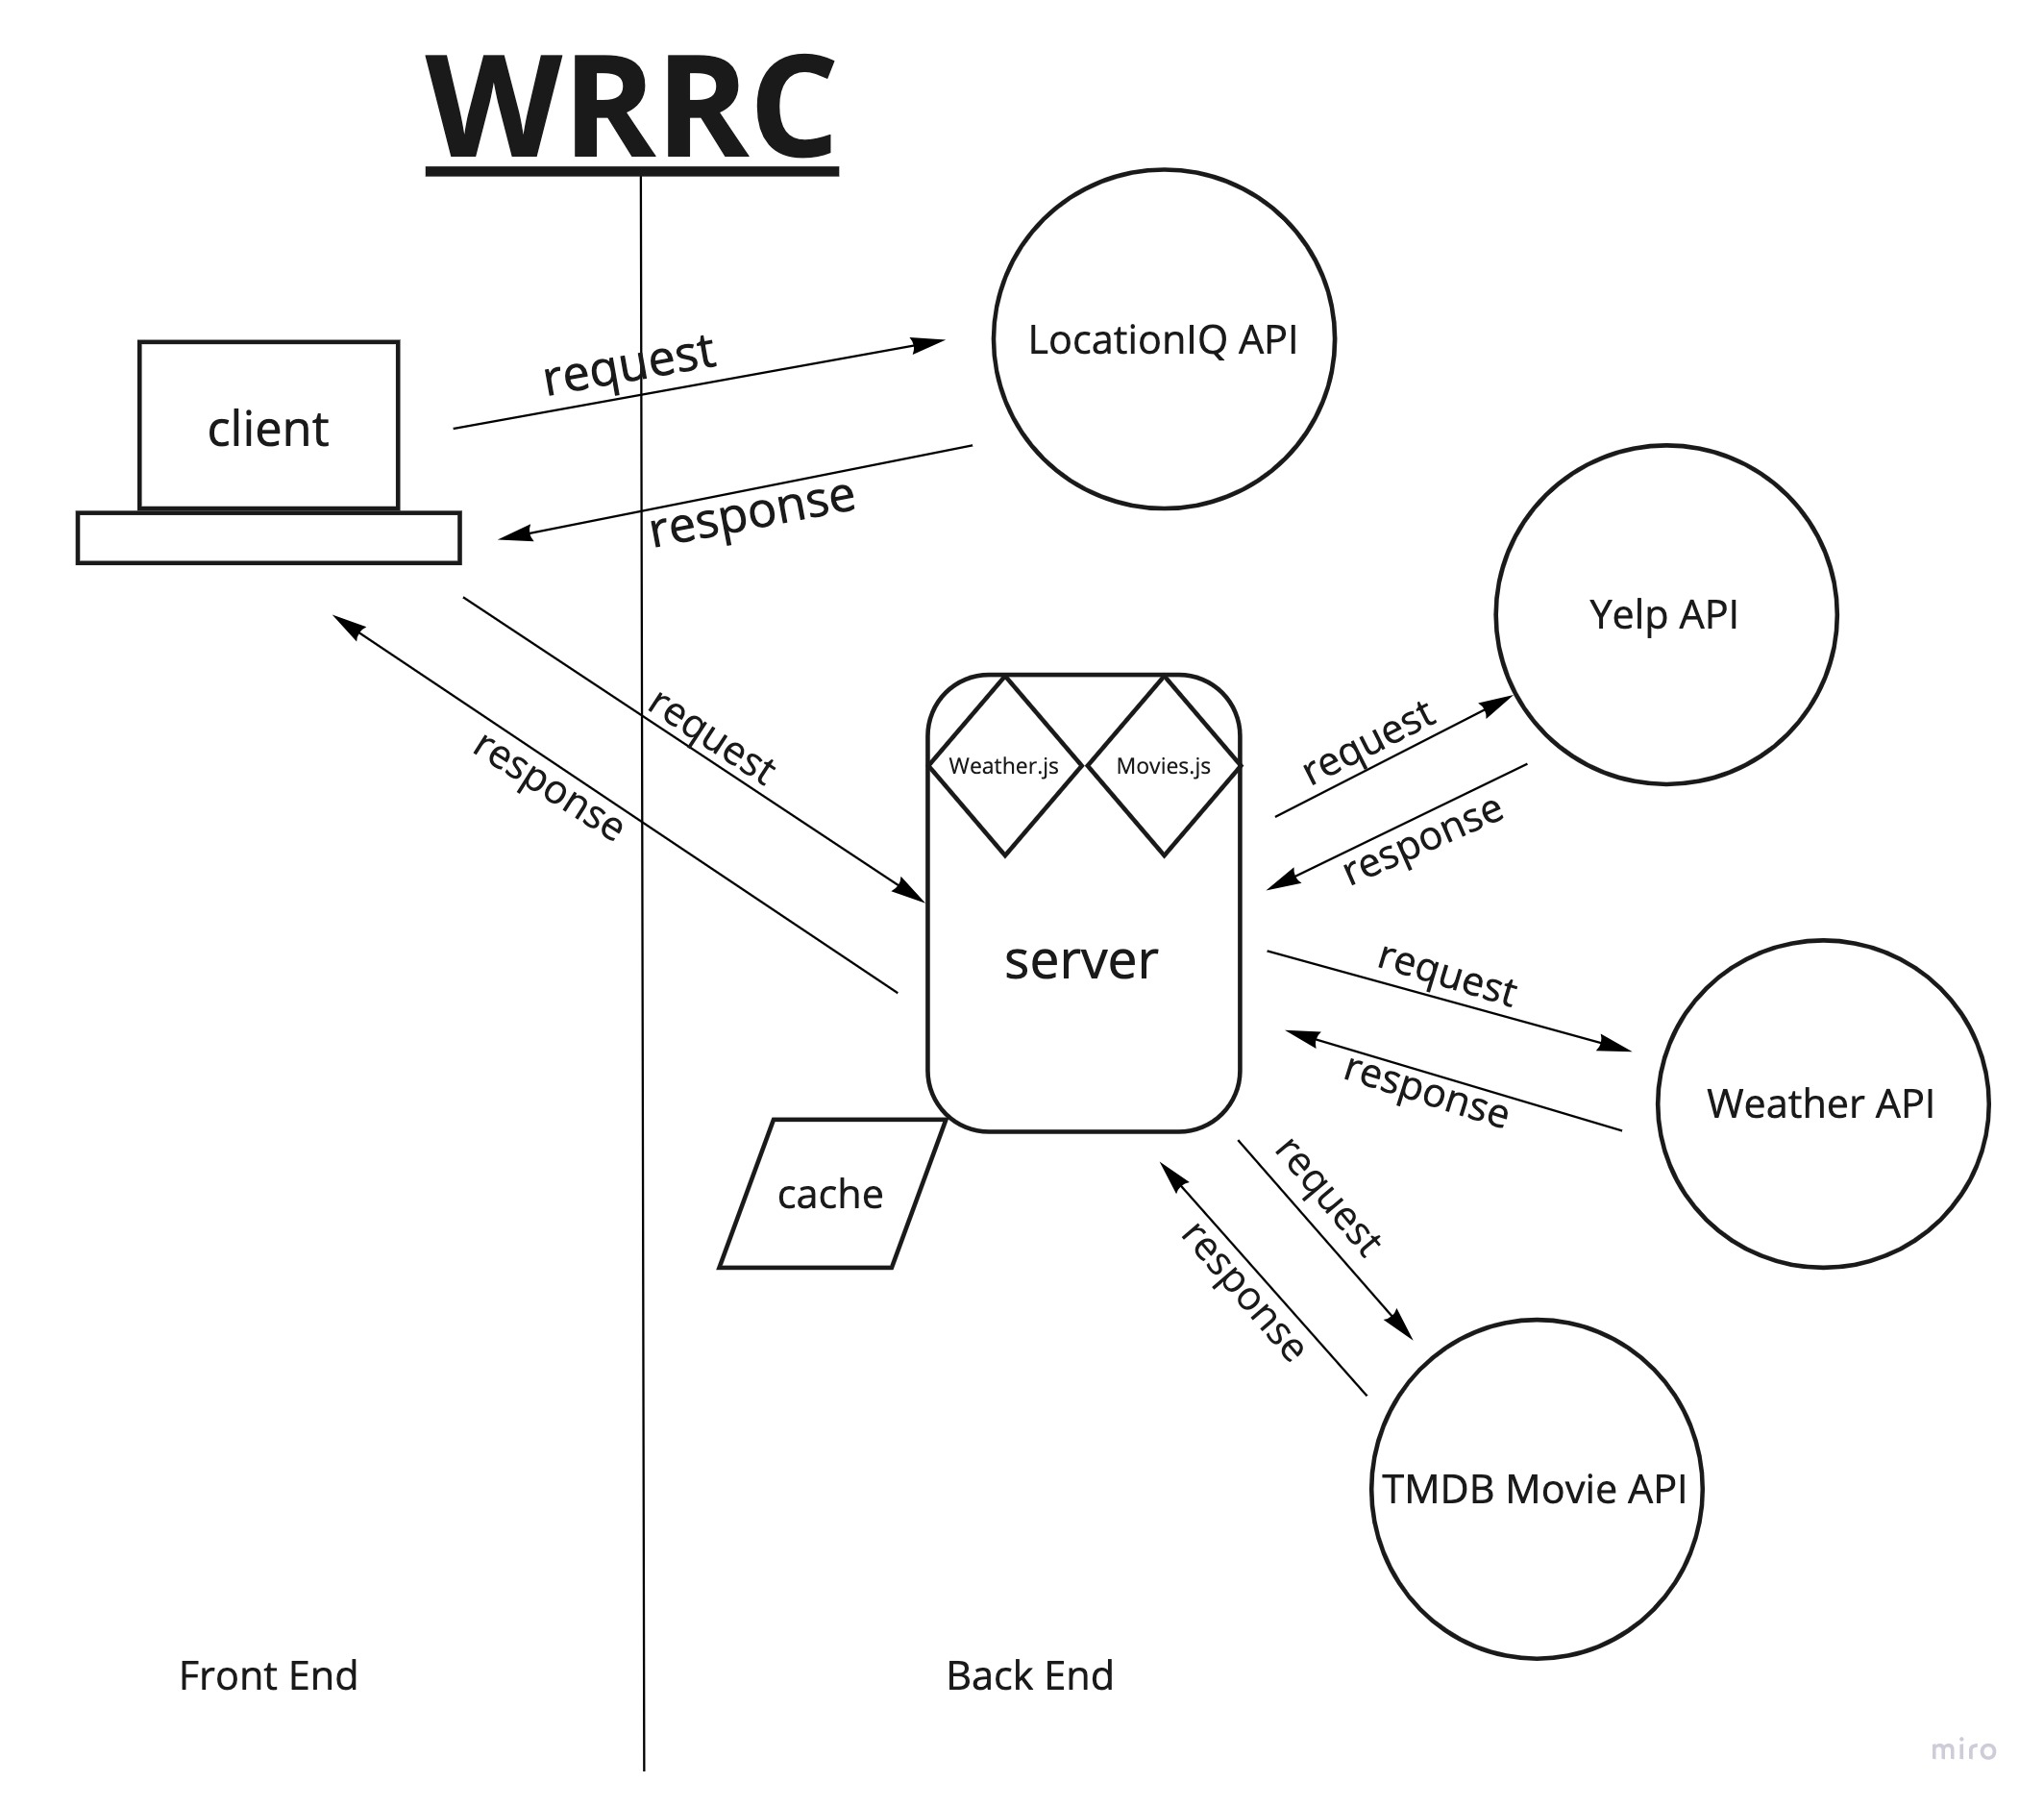 WRRC
request
LocationIQ API
client
response
Yelp API
request
response
request
response
Weather.js
Movies.js
server
request
response
Weather API
cache
request
response
TMDB Movie API
Front End
Back End
miro